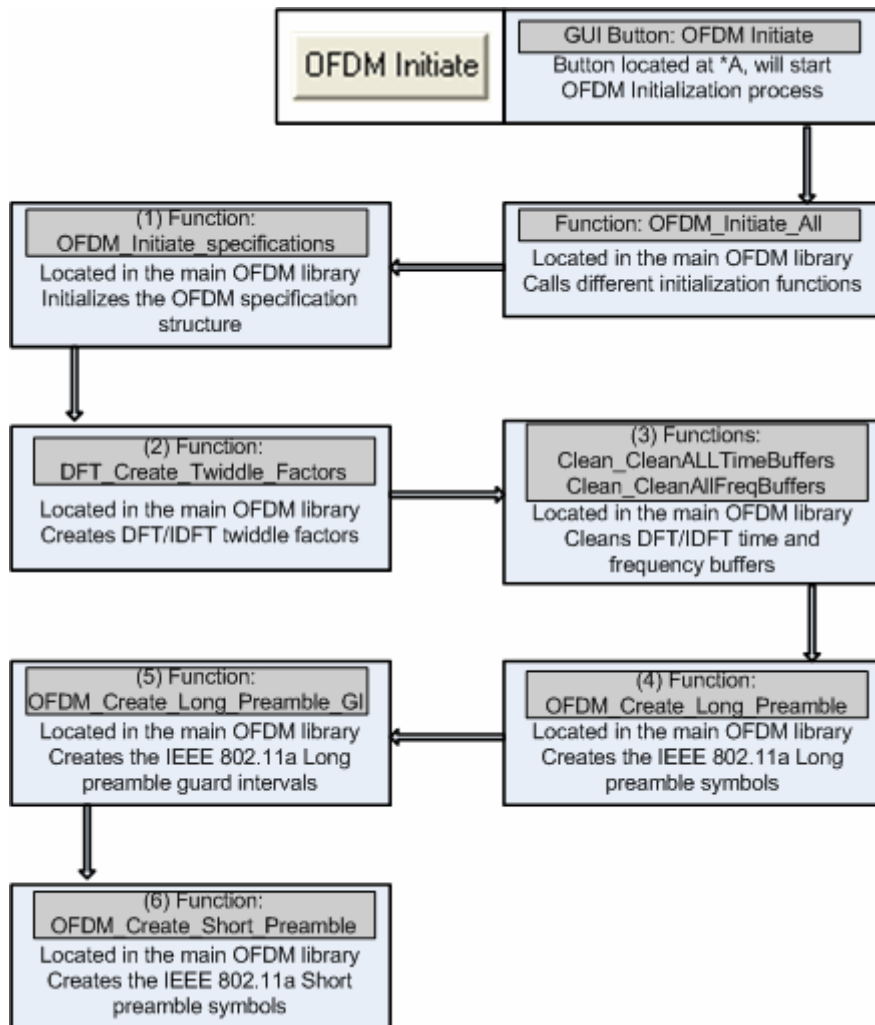 OFDM Initiate
GUI Button: OFDM Initiate
Button located at *A, will start
OFDM Initialization process
Function: OFDM_Initiate_All
Located in the main OFDM library
Calls different initialization functions
(1) Function:
OFDM_Initiate_specifications
Located in the main OFDM library
Initializes the OFDM specification
structure
(2) Function:
DFT_Create_Twiddle_Factors
Located in the main OFDM library
Creates DFT/IDFT twiddle factors
(3) Functions:
Clean_CleanALLTimeBuffers
Clean_CleanAllFreqBuffers
Located in the main OFDM library
Cleans DFT/IDFT time and
frequency buffers
(4) Function:
OFDM_Create_Long_Preamble
Located in the main OFDM library
Creates the IEEE 802.11a Long
preamble symbols
(5) Function:
OFDM_Create_Long_Preamble_GI
Located in the main OFDM library
Creates the IEEE 802.11a Long
preamble guard intervals
(6) Function:
OFDM_Create_Short_Preamble
Located in the main OFDM library
Creates the IEEE 802.11a Short
preamble symbols